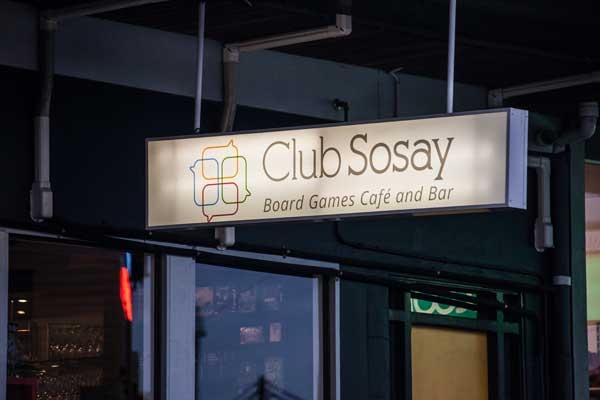 Club Sosay
Board Games Café and Bar